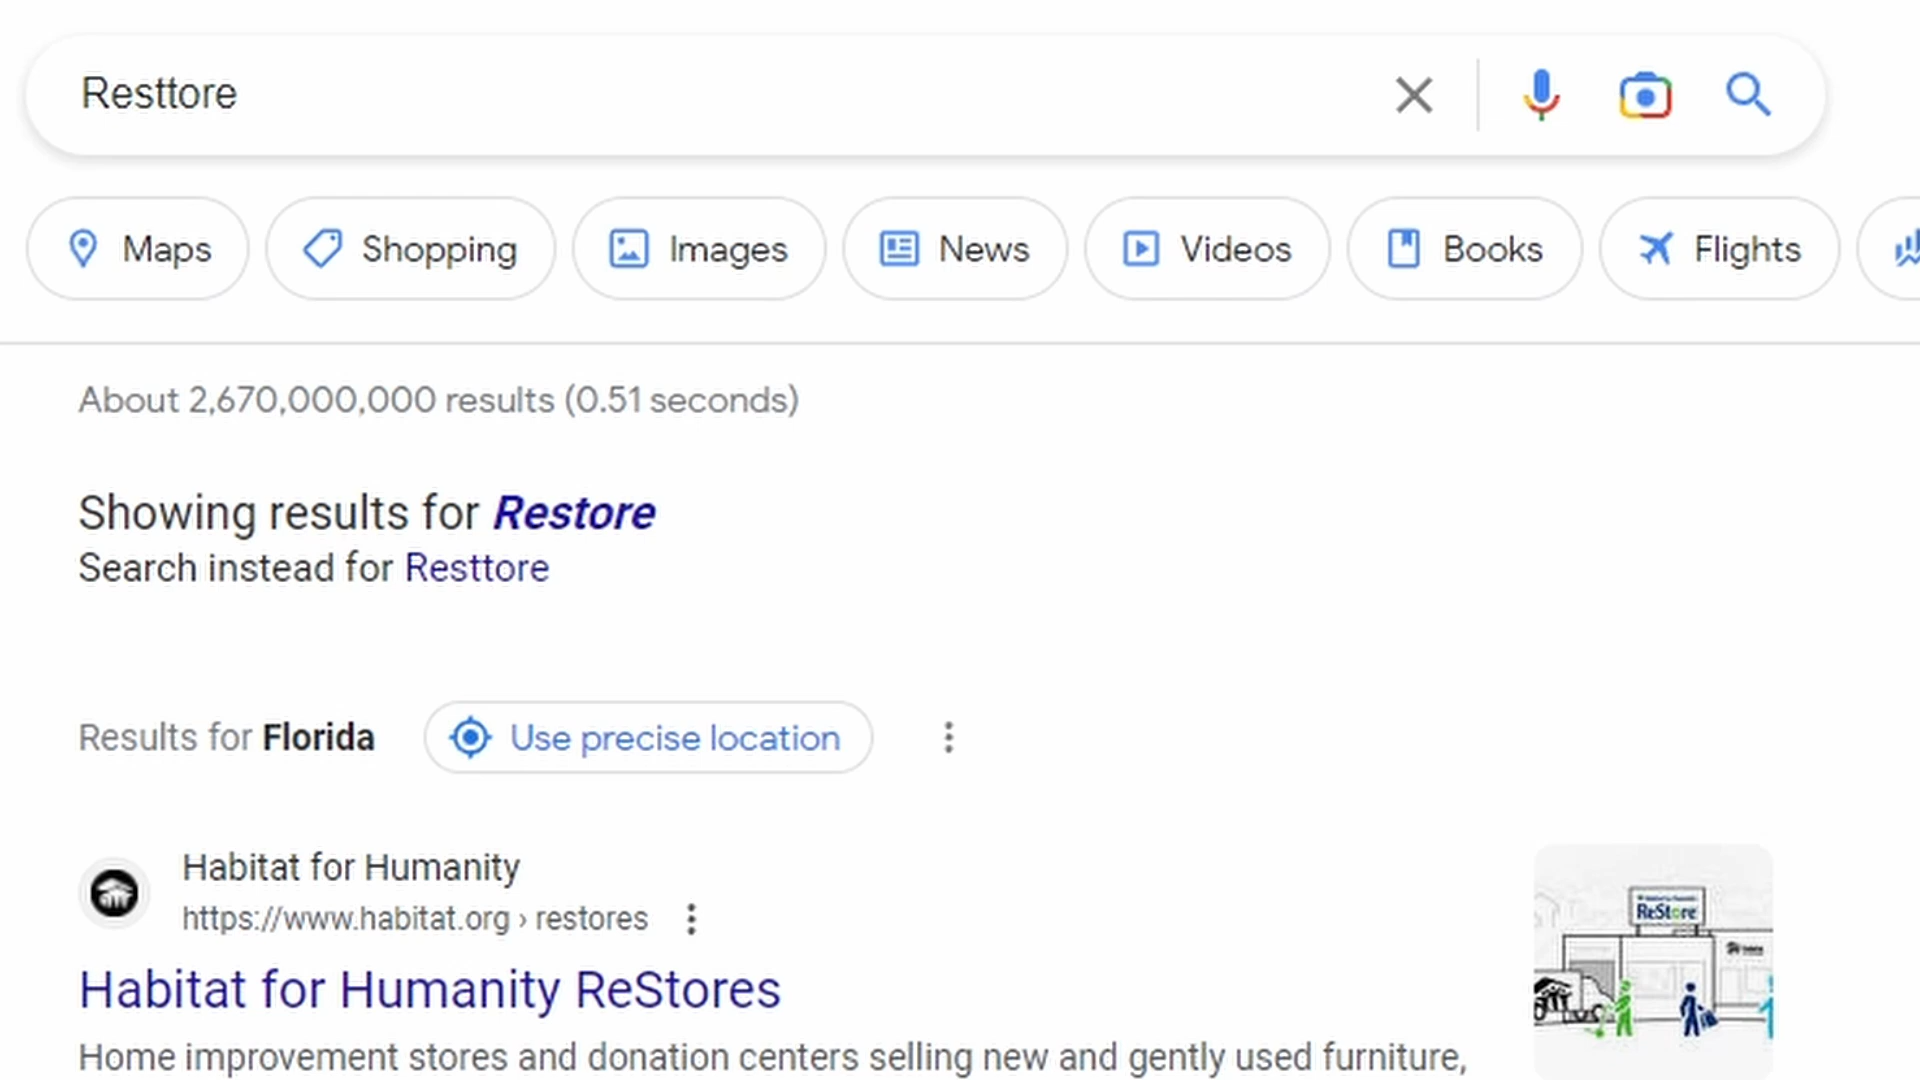 Resttore
Maps Shopping Images News Videos Books Flights
About 2,670,000,000 results (0.51 seconds)
Showing results for Restore
Search instead for Resttore
Results for Florida Use precise location
Habitat for Humanity
https://www.habitat.org › restores
Habitat for Humanity ReStores
Home improvement stores and donation centers selling new and gently used furniture,
ReStore